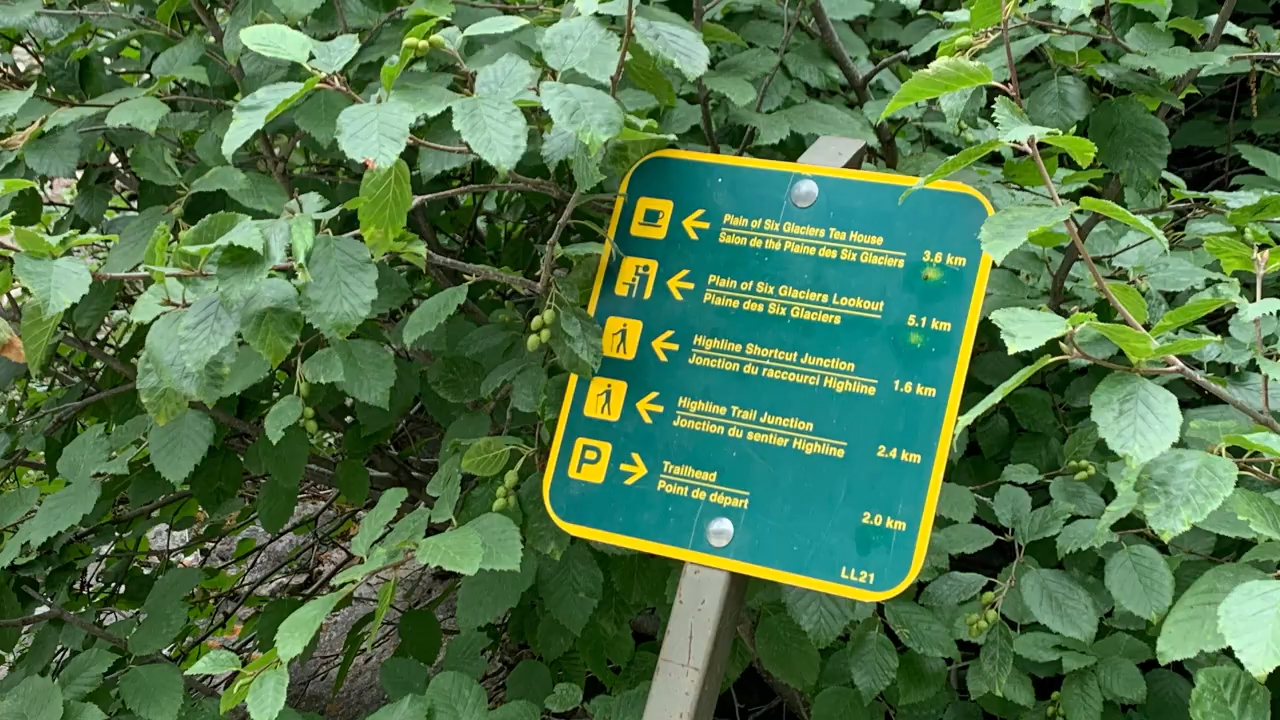 Plain of Six Glaciers Tea House
Salon de thé Plaine des Six Glaciers
3.6 km
Plain of Six Glaciers Lookout
Plaine des Six Glaciers
5.1 km
Highline Shortcut Junction
Jonction du raccourci Highline
1.6 km
Highline Trail Junction
Jonction du sentier Highline
2.4 km
P
Trailhead
Point de départ
2.0 km
LL21